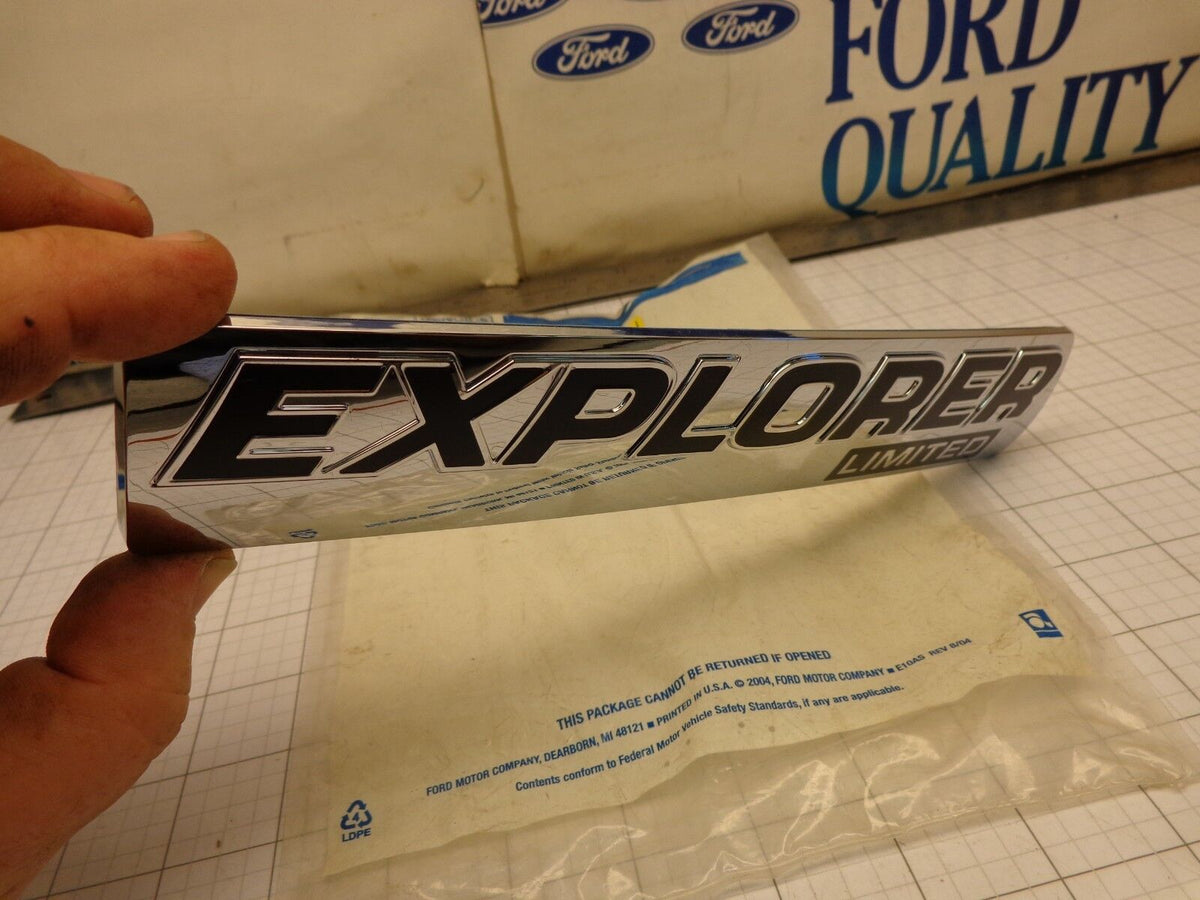 Ford
Ford
Ford
FORD
QUALITY
EXPLORER
LIMITED
THIS PACKAGE CANNOT BE RETURNED IF OPENED
FORD MOTOR COMPANY, DEARBORN, MI 48121 ■ PRINTED IN U.S.A. © 2004, FORD MOTOR COMPANY ■ E10AS REV 8/04
Contents conform to Federal Motor Vehicle Safety Standards, if any are applicable.
4
LDPE